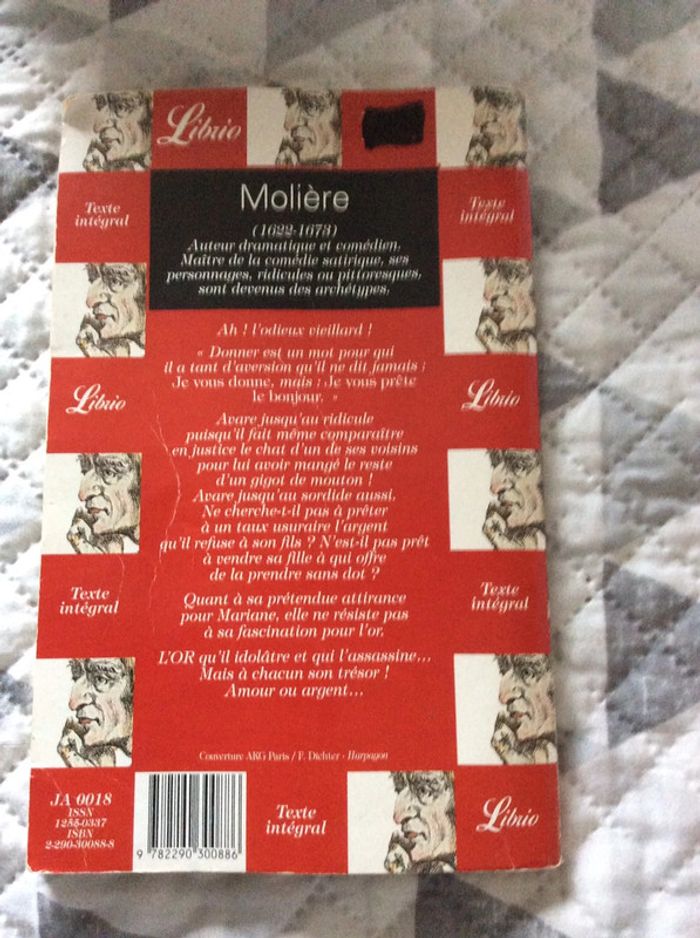 Librio
Texte
intégral
Molière
(1622-1673)
Auteur dramatique et comédien,
Maître de la comédie satirique, ses
personnages, ridicules ou pittoresques,
sont devenus des archétypes.
Texte
intégral
Ah ! l'odieux vieillard !
« Donner est un mot pour qui
il a tant d'aversion qu'il ne dit jamais :
Je vous donne, mais : Je vous prête
le bonjour. »
Librio
Librio
Avare jusqu'au ridicule
puisqu'il fait même comparaître
en justice le chat d'un de ses voisins
pour lui avoir mangé le reste
d'un gigot de mouton !
Avare jusqu'au sordide aussi,
Ne cherche-t-il pas à prêter
à un taux usuraire l'argent
qu'il refuse à son fils ? N'est-il pas prêt
à vendre sa fille à qui offre
de la prendre sans dot ?
Texte
intégral
Texte
intégral
Quant à sa prétendue attirance
pour Mariane, elle ne résiste pas
à sa fascination pour l'or.
L'OR qu'il idolâtre et qui l'assassine...
Mais à chacun son trésor !
Amour ou argent...
Couverture AKG Paris / F. Dichter - Harpagon
JA 0018
ISSN
1255-0337
ISBN
2-290-30088-8
9 782290 300886
Texte
intégral
Librio